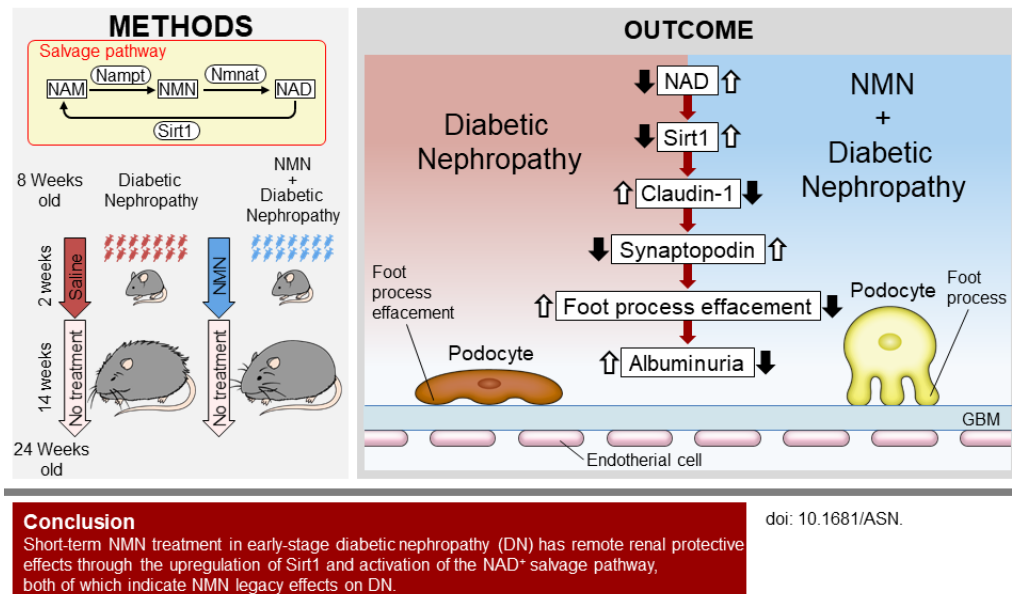 METHODS
Salvage pathway
Nampt
Nmnat
NAM
NMN
NAD
Sirt1
8 Weeks
old
Diabetic
Nephropathy
NMN
+
Diabetic
Nephropathy
2 weeks
Saline
NMN
14 weeks
No treatment
No treatment
24 Weeks
old
OUTCOME
Diabetic
Nephropathy
NMN
+
Diabetic
Nephropathy
NAD
Sirt1
Claudin-1
Synaptopodin
Foot process effacement
Albuminuria
Foot
process
effacement
Podocyte
Podocyte
Foot
process
GBM
Endotherial cell
Conclusion
Short-term NMN treatment in early-stage diabetic nephropathy (DN) has remote renal protective
effects through the upregulation of Sirt1 and activation of the NAD⁺ salvage pathway,
both of which indicate NMN legacy effects on DN.
doi: 10.1681/ASN.